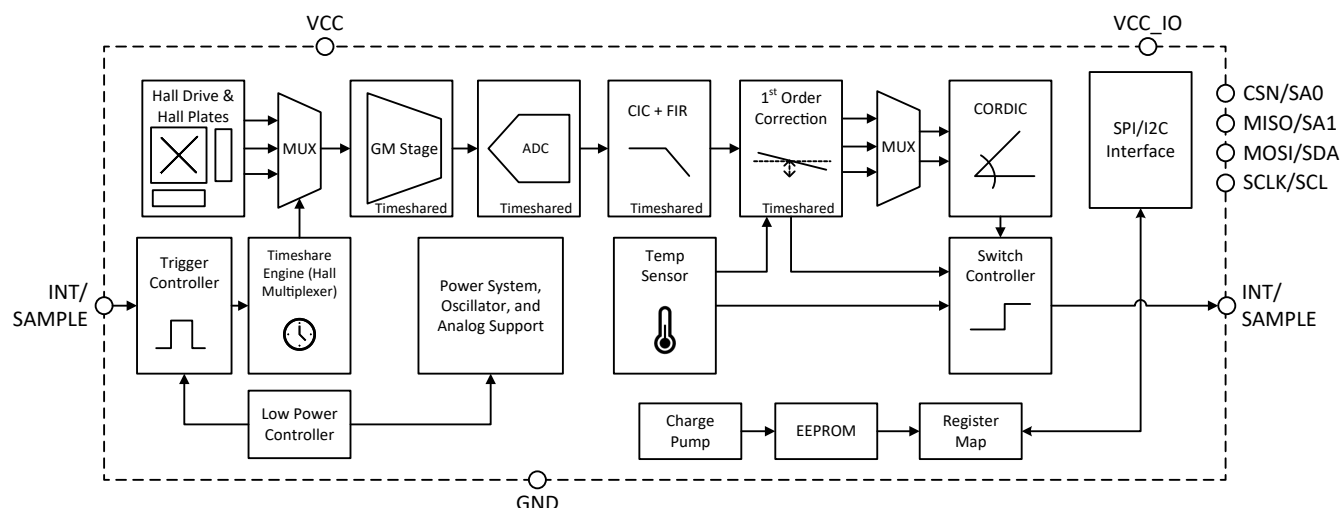 VCC
VCC_IO
Hall Drive &
Hall Plates
MUX
GM Stage
Timeshared
ADC
Timeshared
CIC + FIR
Timeshared
1st Order
Correction
Timeshared
MUX
CORDIC
SPI/I2C
Interface
CSN/SA0
MISO/SA1
MOSI/SDA
SCLK/SCL
INT/
SAMPLE
Trigger
Controller
Timeshare
Engine (Hall
Multiplexer)
Power System,
Oscillator, and
Analog Support
Temp
Sensor
Switch
Controller
INT/
SAMPLE
Low Power
Controller
Charge
Pump
EEPROM
Register
Map
GND